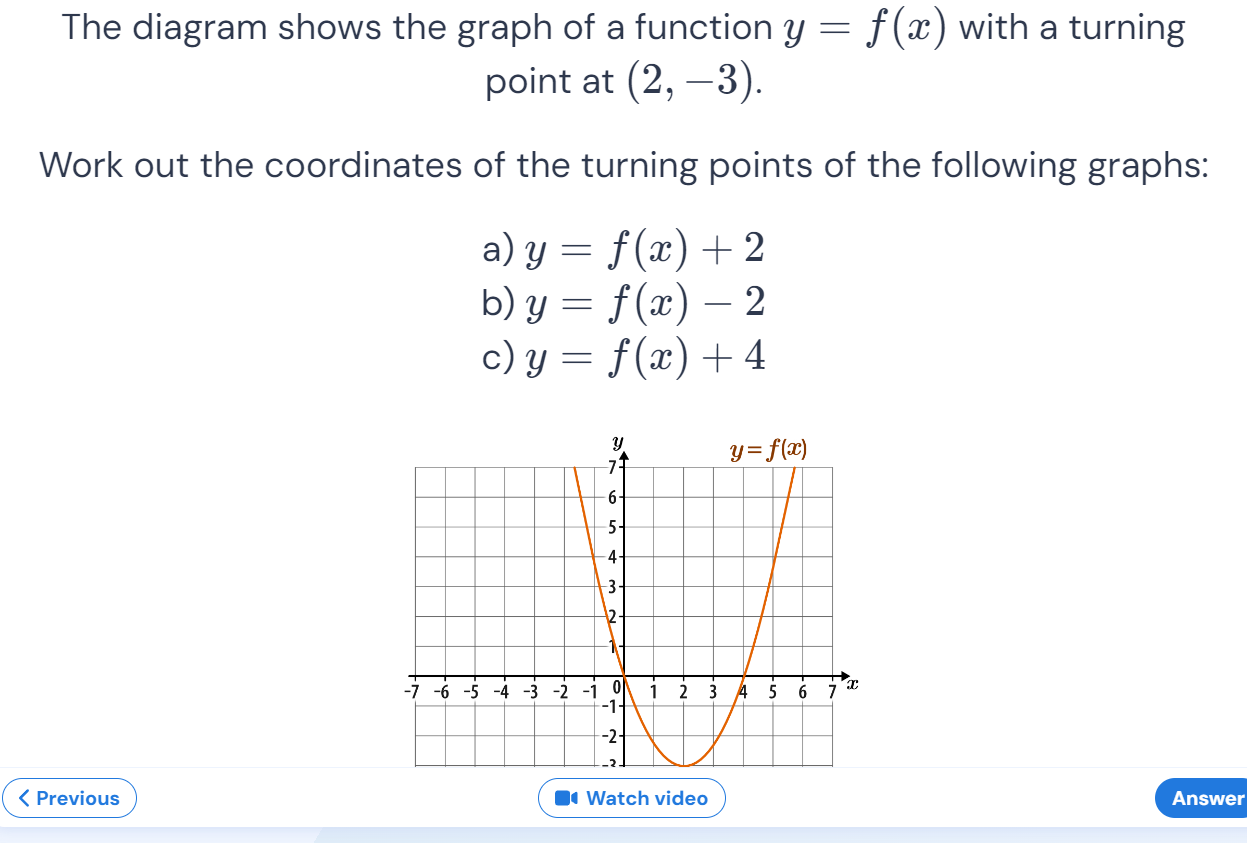 The diagram shows the graph of a function y = f(x) with a turning
point at (2, −3).
Work out the coordinates of the turning points of the following graphs:
a) y = f(x) + 2
b) y = f(x) − 2
c) y = f(x) + 4
y
y = f(x)
7
6
5
4
3
2
1
-7 -6 -5 -4 -3 -2 -1 0 1 2 3 4 5 6 7 x
-1
-2
-3
Previous
Watch video
Answer